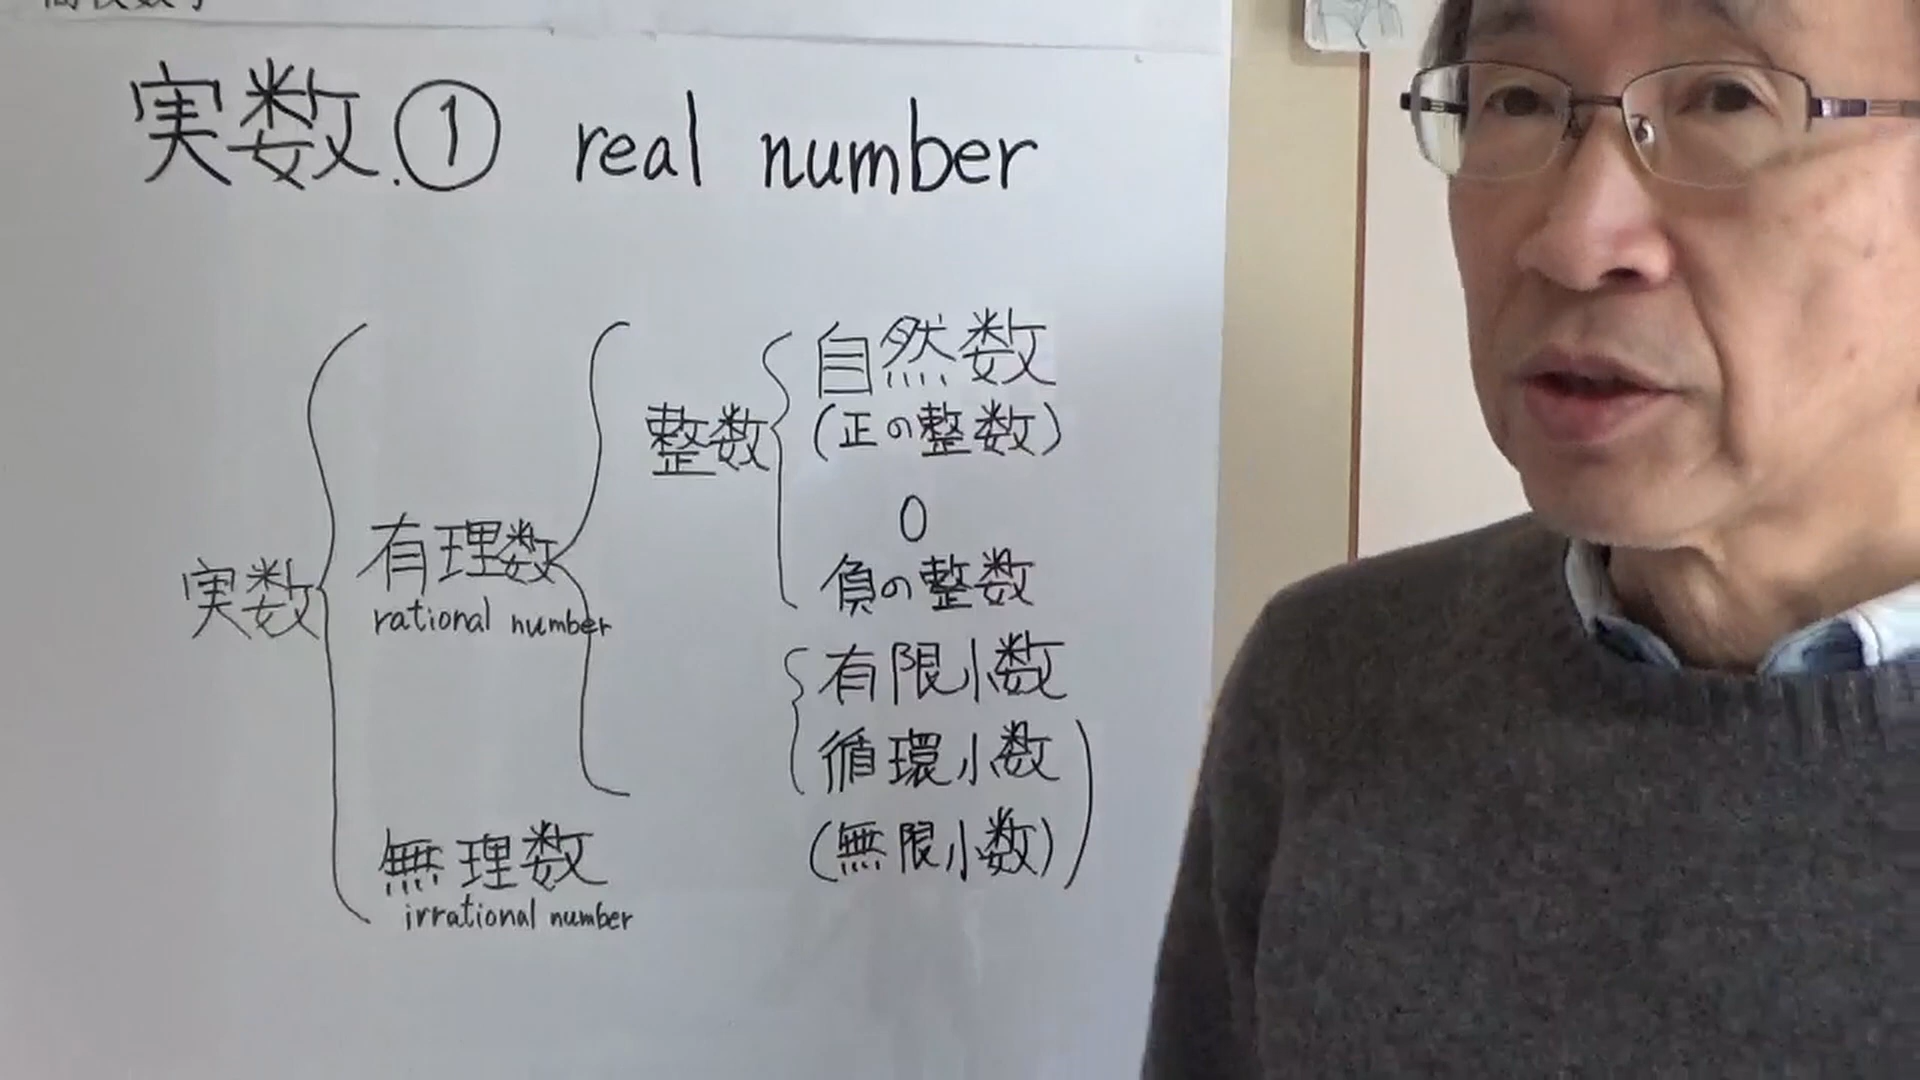 実数.① real number
実数
有理数
rational number
無理数
irrational number
整数
自然数
(正の整数)
0
負の整数
有限小数
循環小数
(無限小数)